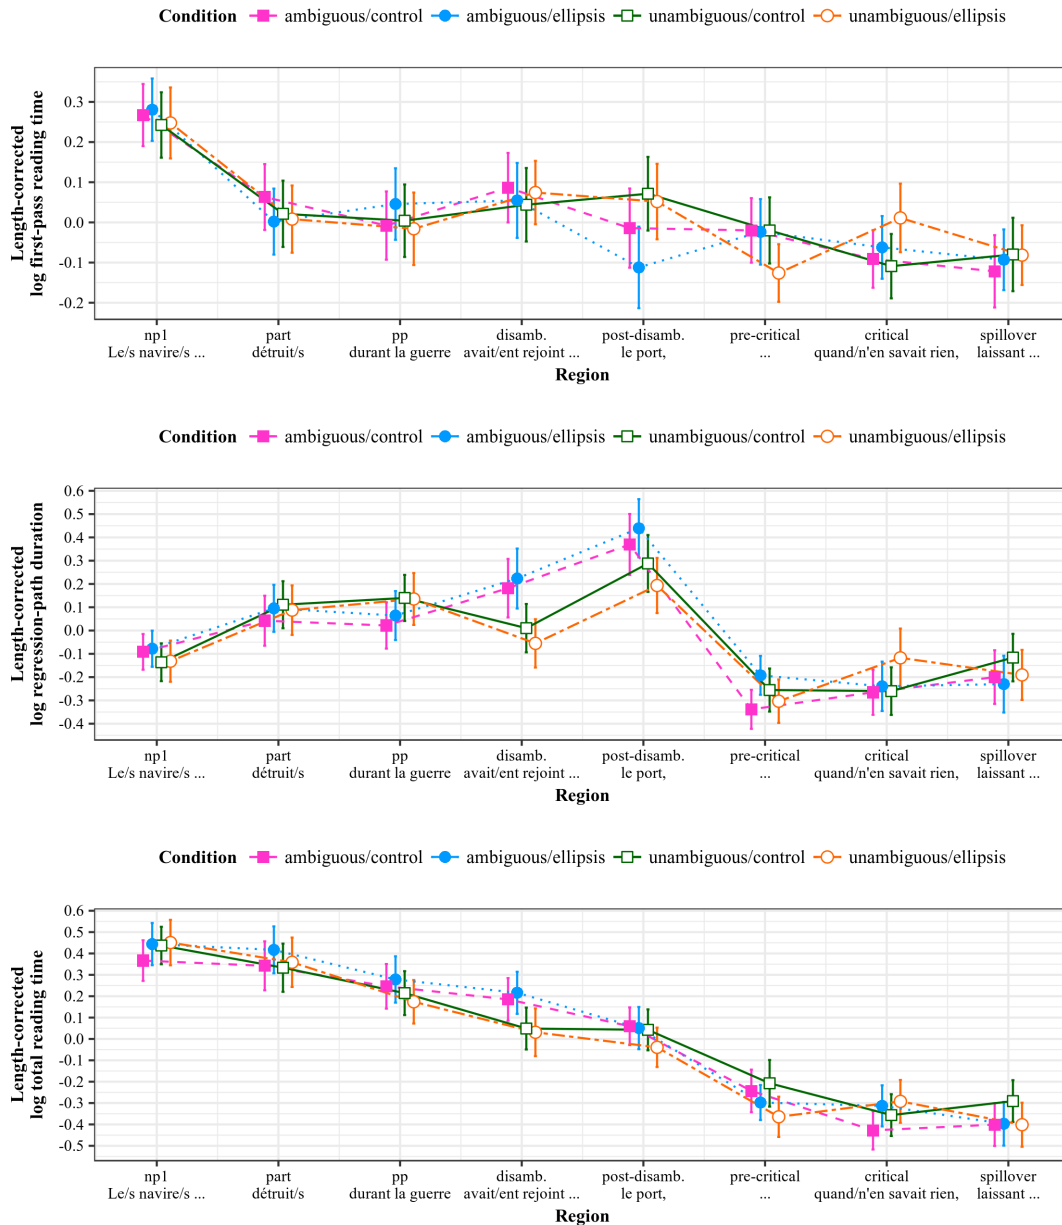 Condition ambiguous/control ambiguous/ellipsis unambiguous/control unambiguous/ellipsis
Length-corrected
log first-pass reading time
0.3
0.2
0.1
0.0
-0.1
-0.2
np1 part pp disamb. post-disamb. pre-critical critical spillover
Le/s navire/s ... détruit/s durant la guerre avait/ent rejoint ... le port, ... quand/n'en savait rien, laissant ...
Region
Condition ambiguous/control ambiguous/ellipsis unambiguous/control unambiguous/ellipsis
Length-corrected
log regression-path duration
0.6
0.5
0.4
0.3
0.2
0.1
0.0
-0.1
-0.2
-0.3
-0.4
np1 part pp disamb. post-disamb. pre-critical critical spillover
Le/s navire/s ... détruit/s durant la guerre avait/ent rejoint ... le port, ... quand/n'en savait rien, laissant ...
Region
Condition ambiguous/control ambiguous/ellipsis unambiguous/control unambiguous/ellipsis
Length-corrected
log total reading time
0.6
0.5
0.4
0.3
0.2
0.1
0.0
-0.1
-0.2
-0.3
-0.4
-0.5
np1 part pp disamb. post-disamb. pre-critical critical spillover
Le/s navire/s ... détruit/s durant la guerre avait/ent rejoint ... le port, ... quand/n'en savait rien, laissant ...
Region